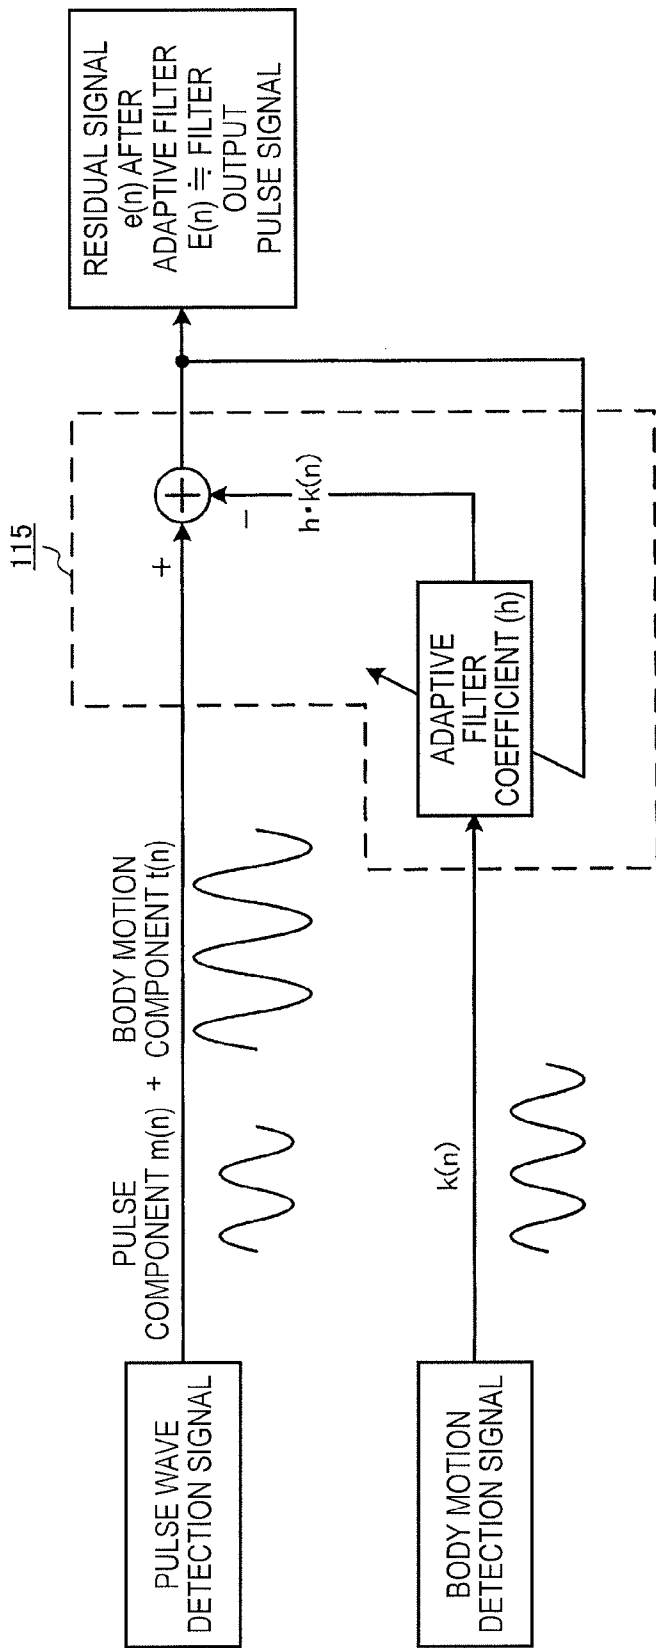 PULSE WAVE
DETECTION SIGNAL
PULSE
COMPONENT m(n)
+
BODY MOTION
COMPONENT t(n)
+
−
115
RESIDUAL SIGNAL
e(n) AFTER
ADAPTIVE FILTER
E(n) ≒ FILTER
OUTPUT
PULSE SIGNAL
BODY MOTION
DETECTION SIGNAL
k(n)
ADAPTIVE
FILTER
COEFFICIENT (h)
h•k(n)